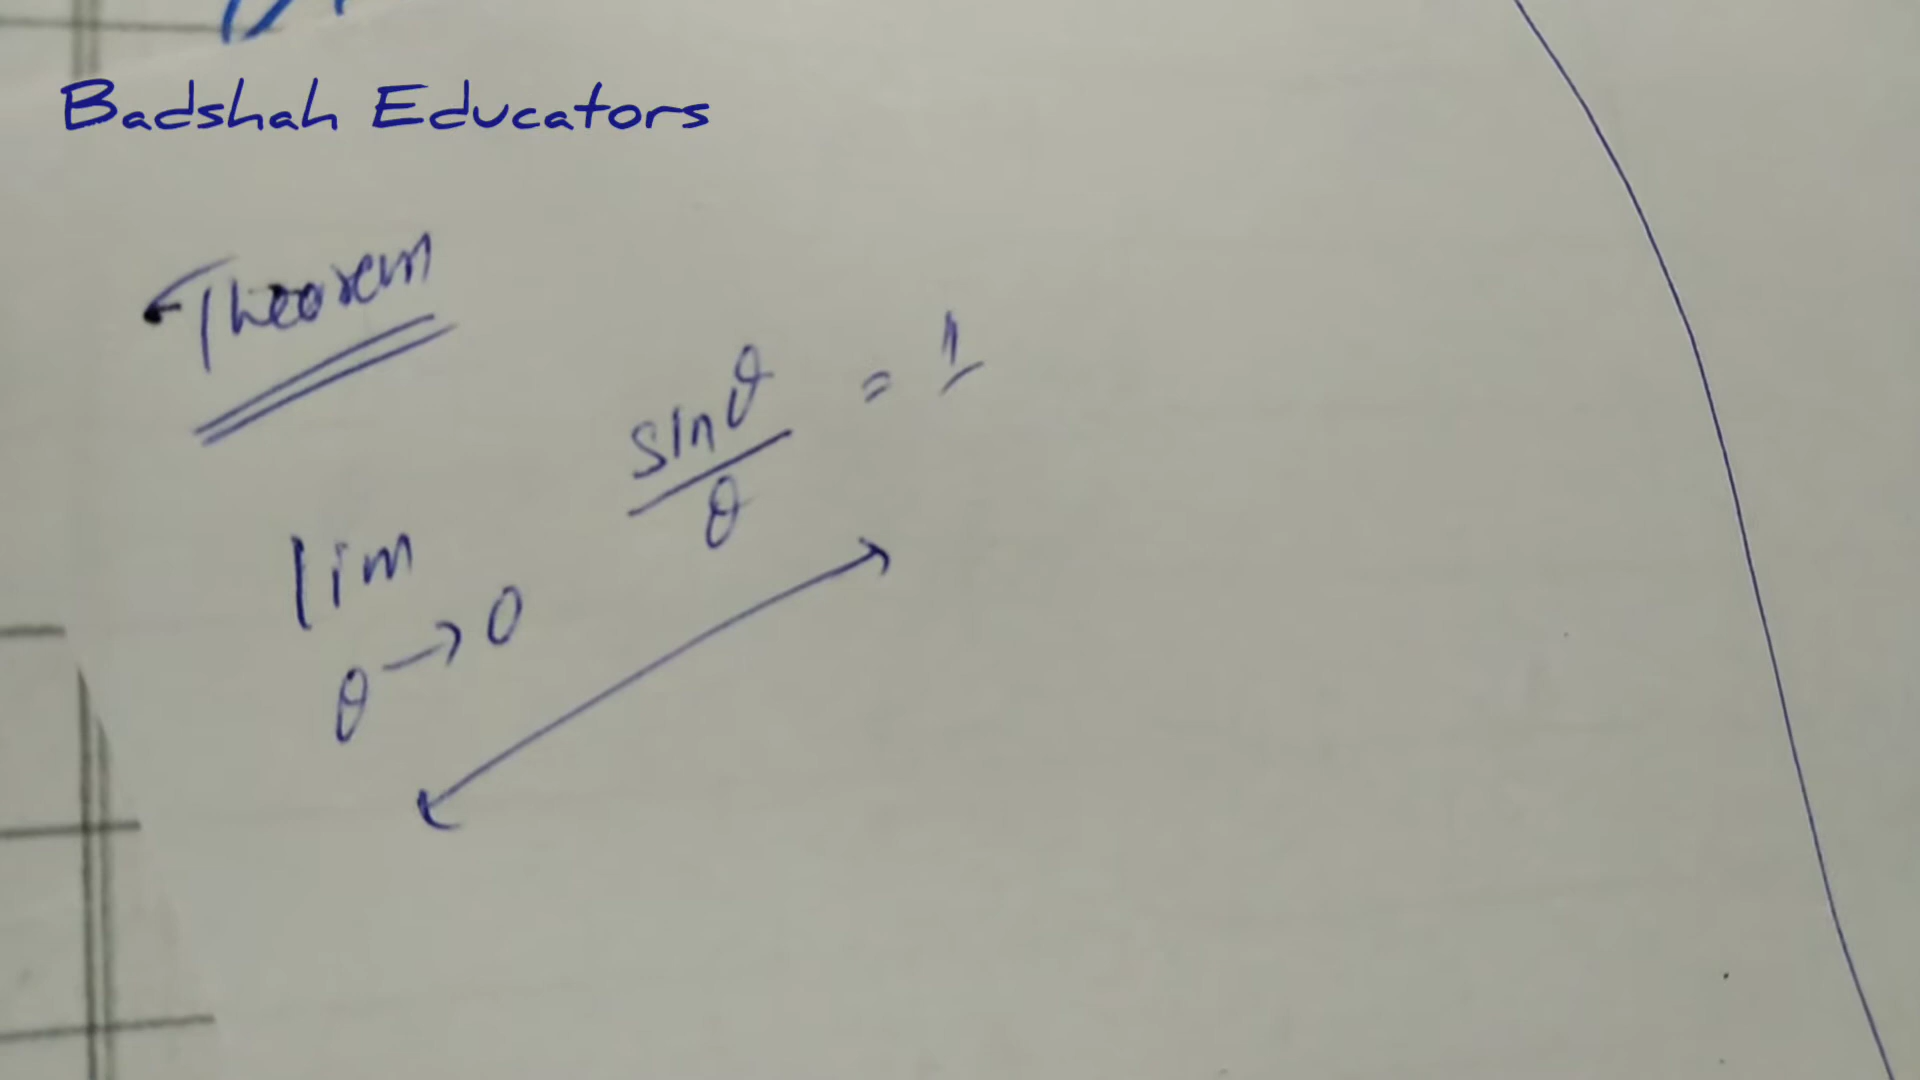 Badshah Educators
Theorem
lim θ→0 sinθ/θ = 1